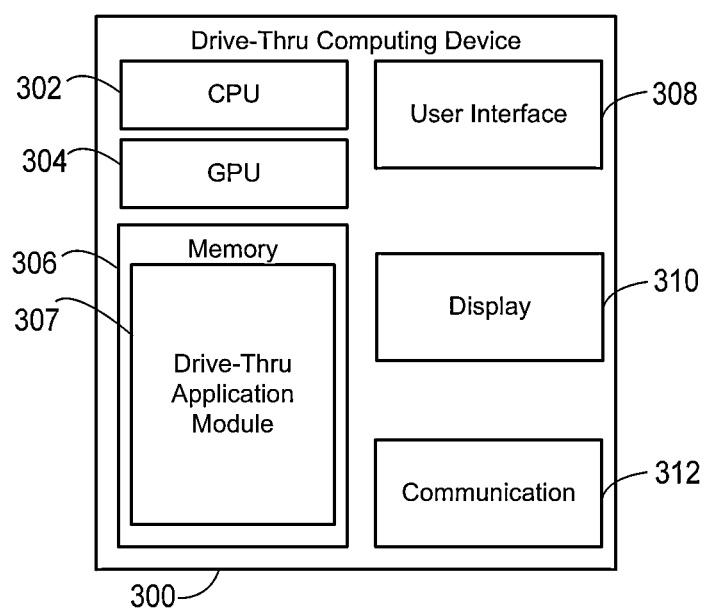 Drive-Thru Computing Device
302
CPU
User Interface
308
304
GPU
306
Memory
307
Drive-Thru
Application
Module
Display
310
Communication
312
300